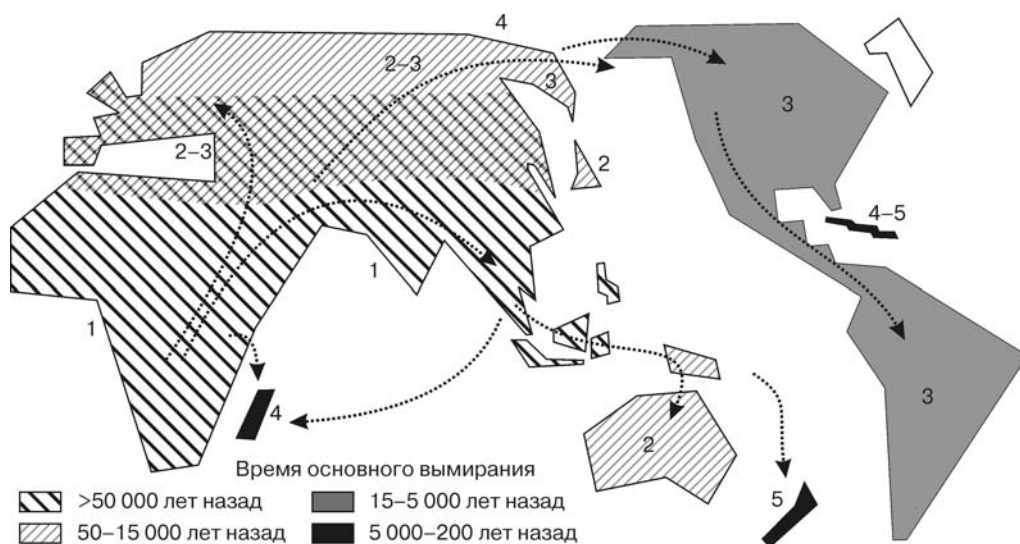 4
2–3
3
3
2–3
2
4–5
1
1
3
4
2
5
Время основного вымирания
>50 000 лет назад
15–5 000 лет назад
50–15 000 лет назад
5 000–200 лет назад